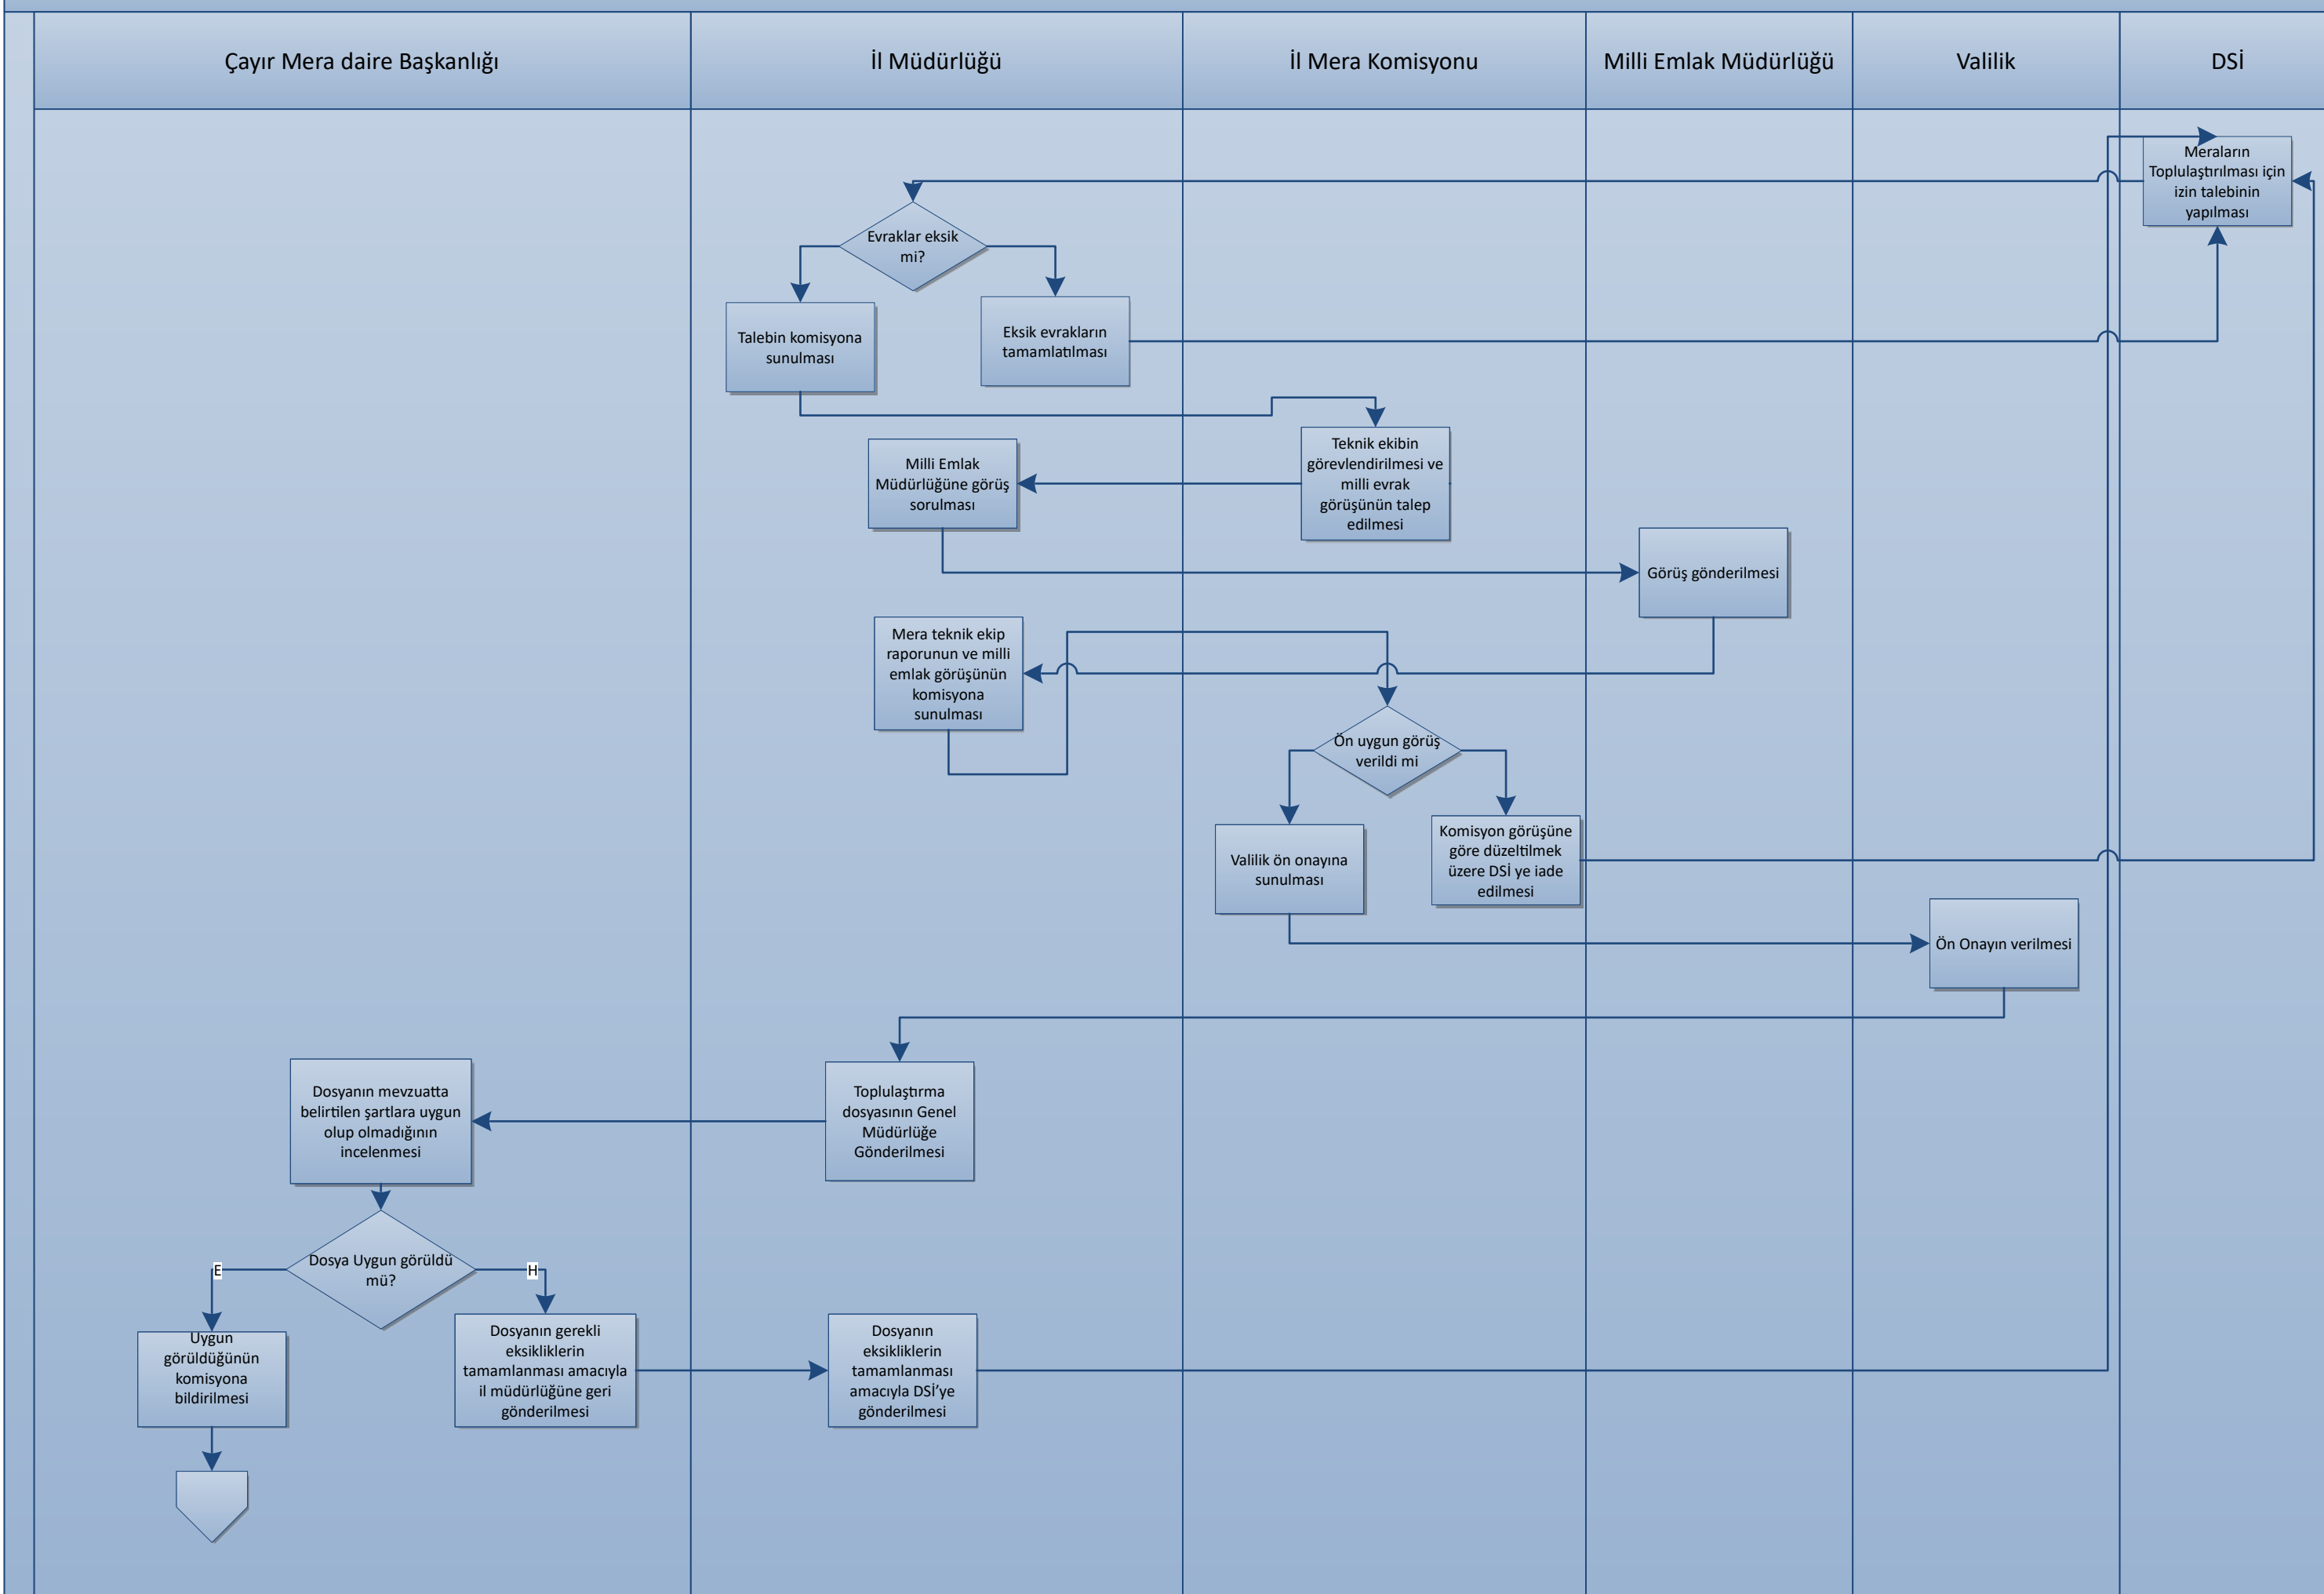 Çayır Mera daire Başkanlığı
İl Müdürlüğü
İl Mera Komisyonu
Milli Emlak Müdürlüğü
Valilik
DSİ
Meraların
Toplulaştırılması için
izin talebinin
yapılması
Evraklar eksik
mi?
Talebin komisyona
sunulması
Eksik evrakların
tamamlatılması
Teknik ekibin
görevlendirilmesi ve
milli evrak
görüşünün talep
edilmesi
Milli Emlak
Müdürlüğüne görüş
sorulması
Görüş gönderilmesi
Mera teknik ekip
raporunun ve milli
emlak görüşünün
komisyona
sunulması
Ön uygun görüş
verildi mi
Valilik ön onayına
sunulması
Komisyon görüşüne
göre düzeltilmek
üzere DSİ ye iade
edilmesi
Ön Onayın verilmesi
Toplulaştırma
dosyasının Genel
Müdürlüğe
Gönderilmesi
Dosyanın mevzuatta
belirtilen şartlara uygun
olup olmadığının
incelenmesi
Dosya Uygun görüldü
mü?
E
H
Uygun
görüldüğünün
komisyona
bildirilmesi
Dosyanın gerekli
eksikliklerin
tamamlanması amacıyla
il müdürlüğüne geri
gönderilmesi
Dosyanın
eksikliklerin
tamamlanması
amacıyla DSİ’ye
gönderilmesi